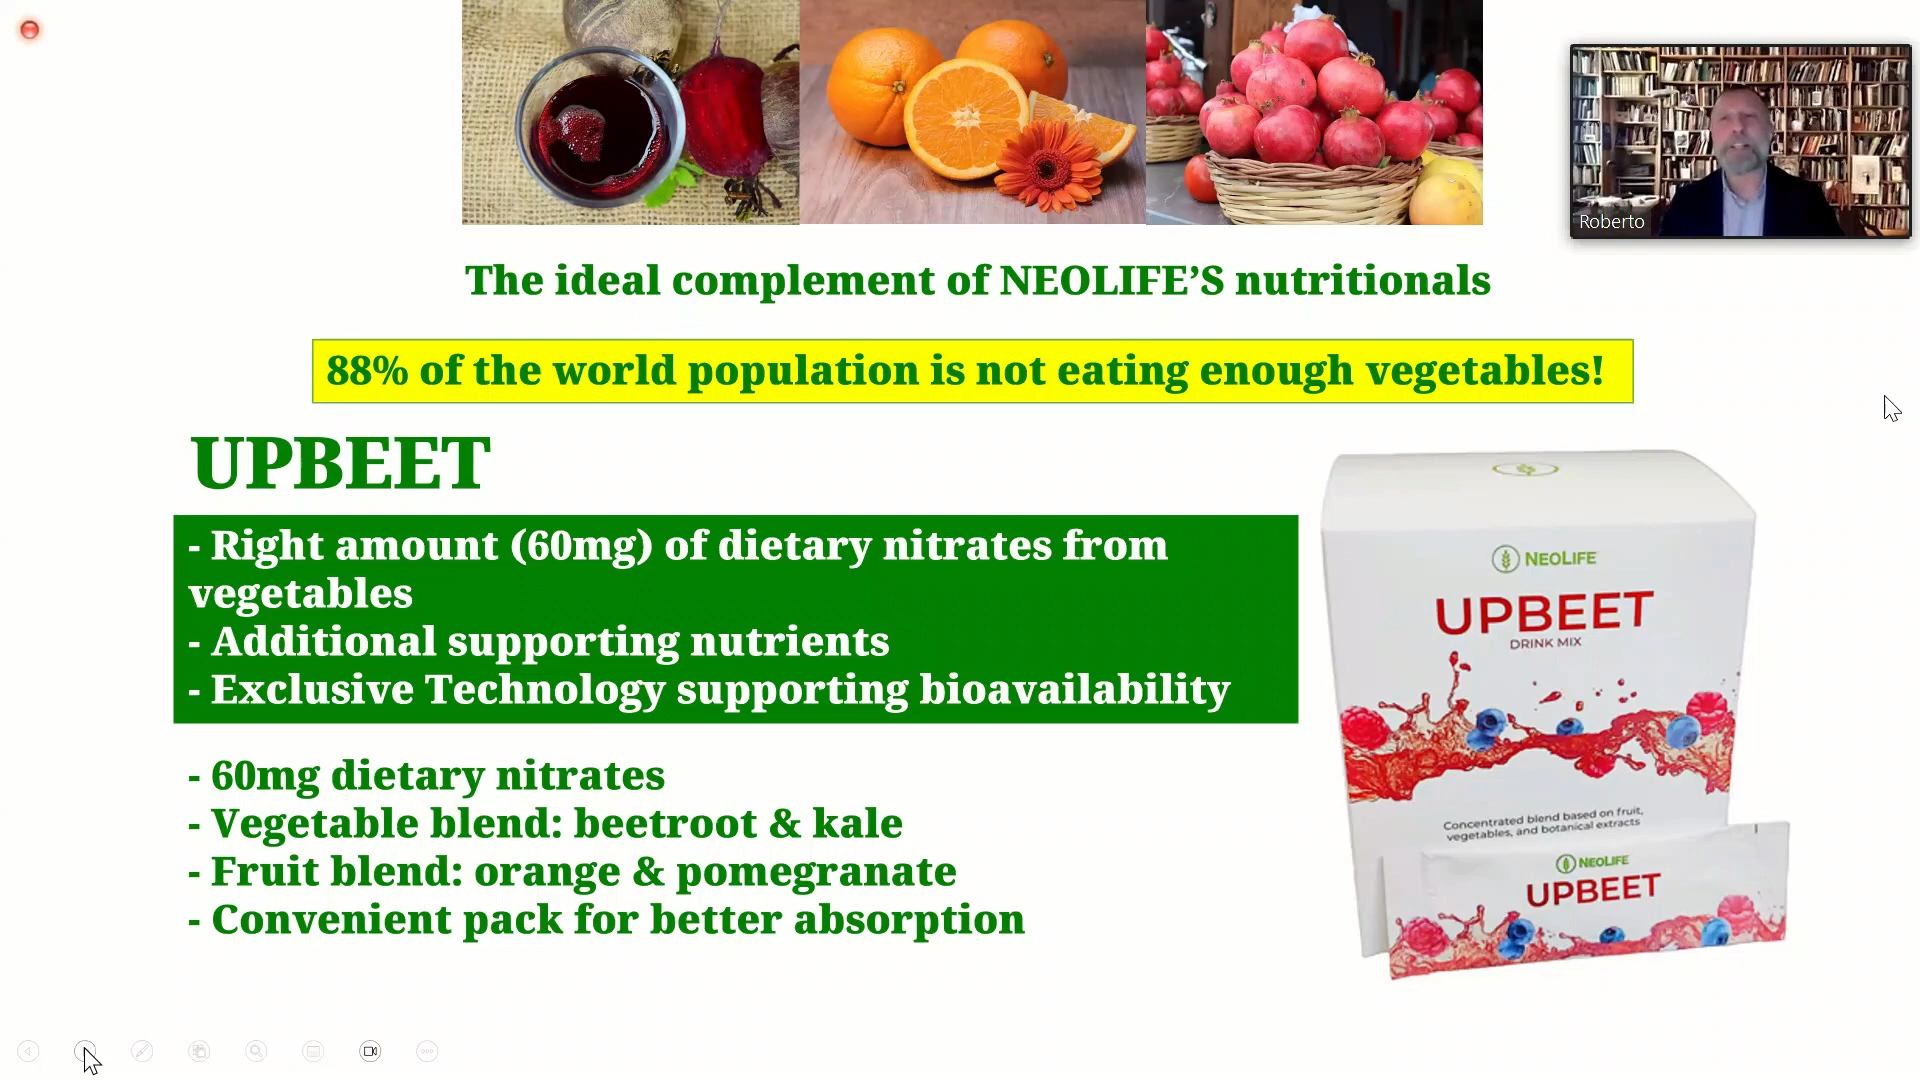 Roberto
The ideal complement of NEOLIFE’S nutritionals
88% of the world population is not eating enough vegetables!
UPBEET
- Right amount (60mg) of dietary nitrates from
vegetables
- Additional supporting nutrients
- Exclusive Technology supporting bioavailability
- 60mg dietary nitrates
- Vegetable blend: beetroot & kale
- Fruit blend: orange & pomegranate
- Convenient pack for better absorption
NEOLIFE
UPBEET
DRINK MIX
Concentrated blend based on fruit,
vegetables, and botanical extracts
NEOLIFE
UPBEET